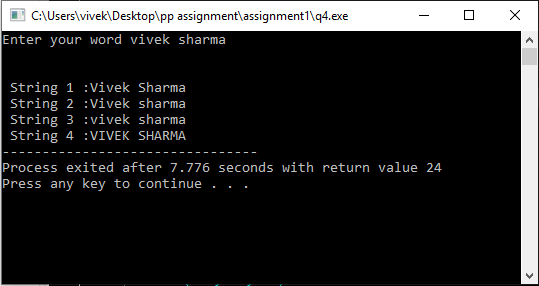 C:\Users\vivek\Desktop\pp assignment\assignment1\q4.exe
Enter your word vivek sharma
String 1 :Vivek Sharma
String 2 :Vivek sharma
String 3 :vivek sharma
String 4 :VIVEK SHARMA
--------------------------------
Process exited after 7.776 seconds with return value 24
Press any key to continue . . .